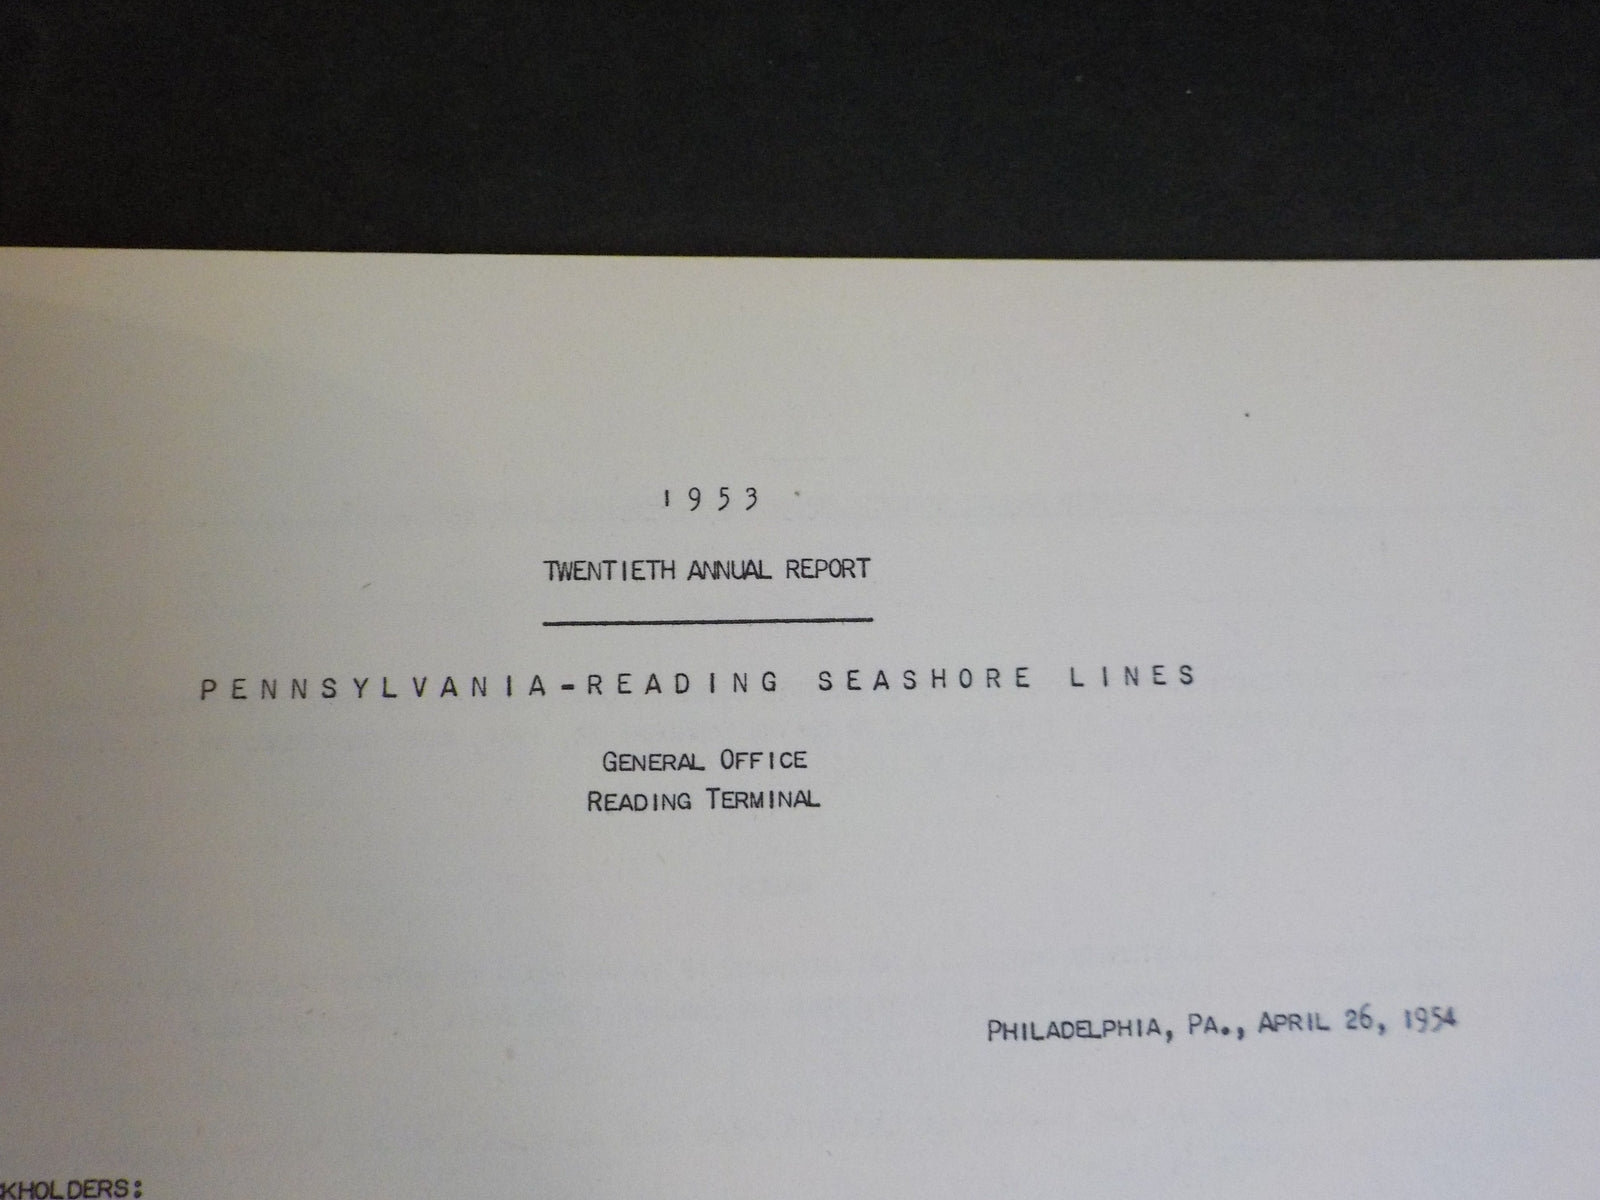 1953
TWENTIETH ANNUAL REPORT
PENNSYLVANIA-READING SEASHORE LINES
GENERAL OFFICE
READING TERMINAL
PHILADELPHIA, PA., APRIL 26, 1954
KHOLDERS: